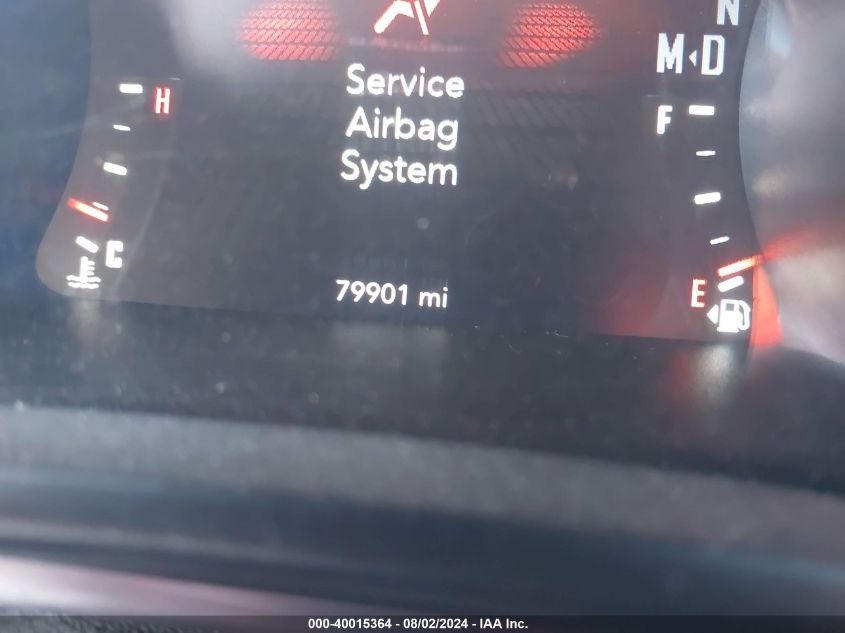 N
M D
H
F
Service
Airbag
System
C
E
79901 mi
000-40015364 - 08/02/2024 - IAA Inc.